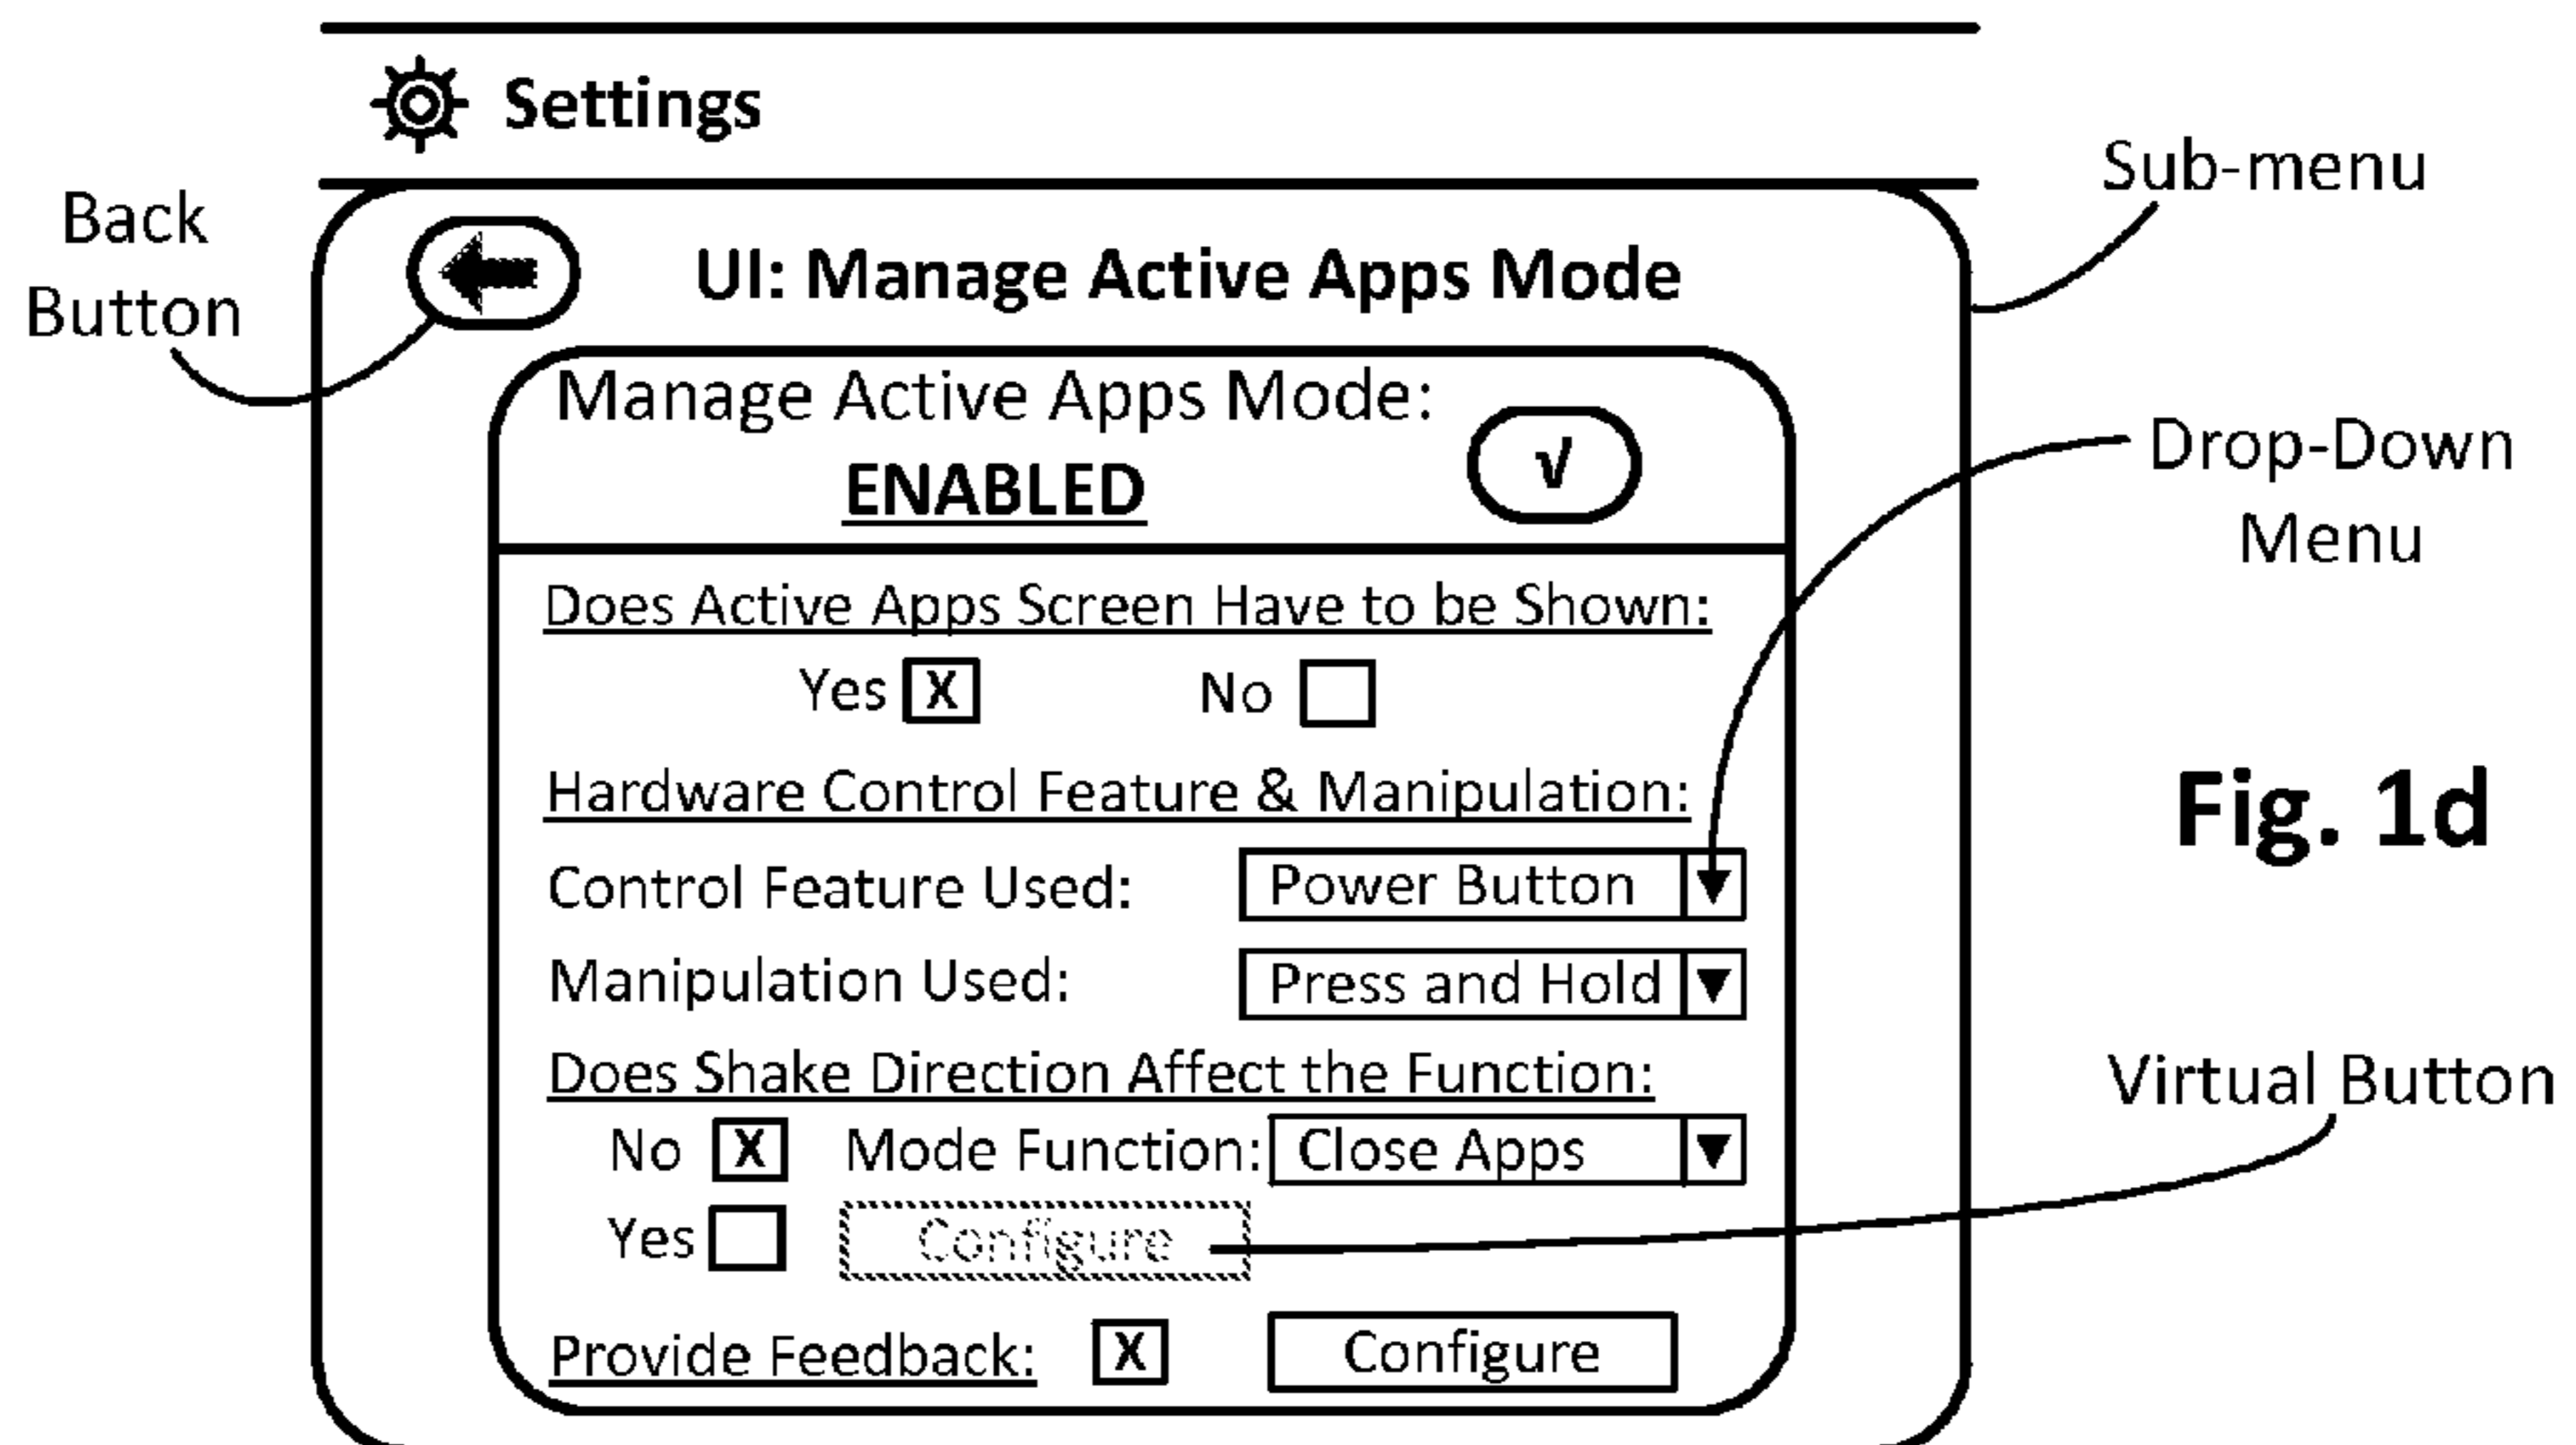 Settings
Sub-menu
Back
Button
UI: Manage Active Apps Mode
Manage Active Apps Mode:
ENABLED
√
Drop-Down
Menu
Does Active Apps Screen Have to be Shown:
Yes X No
Hardware Control Feature & Manipulation:
Fig. 1d
Control Feature Used: Power Button ▼
Manipulation Used: Press and Hold ▼
Does Shake Direction Affect the Function:
Virtual Button
No X Mode Function: Close Apps ▼
Yes Configure
Provide Feedback: X Configure